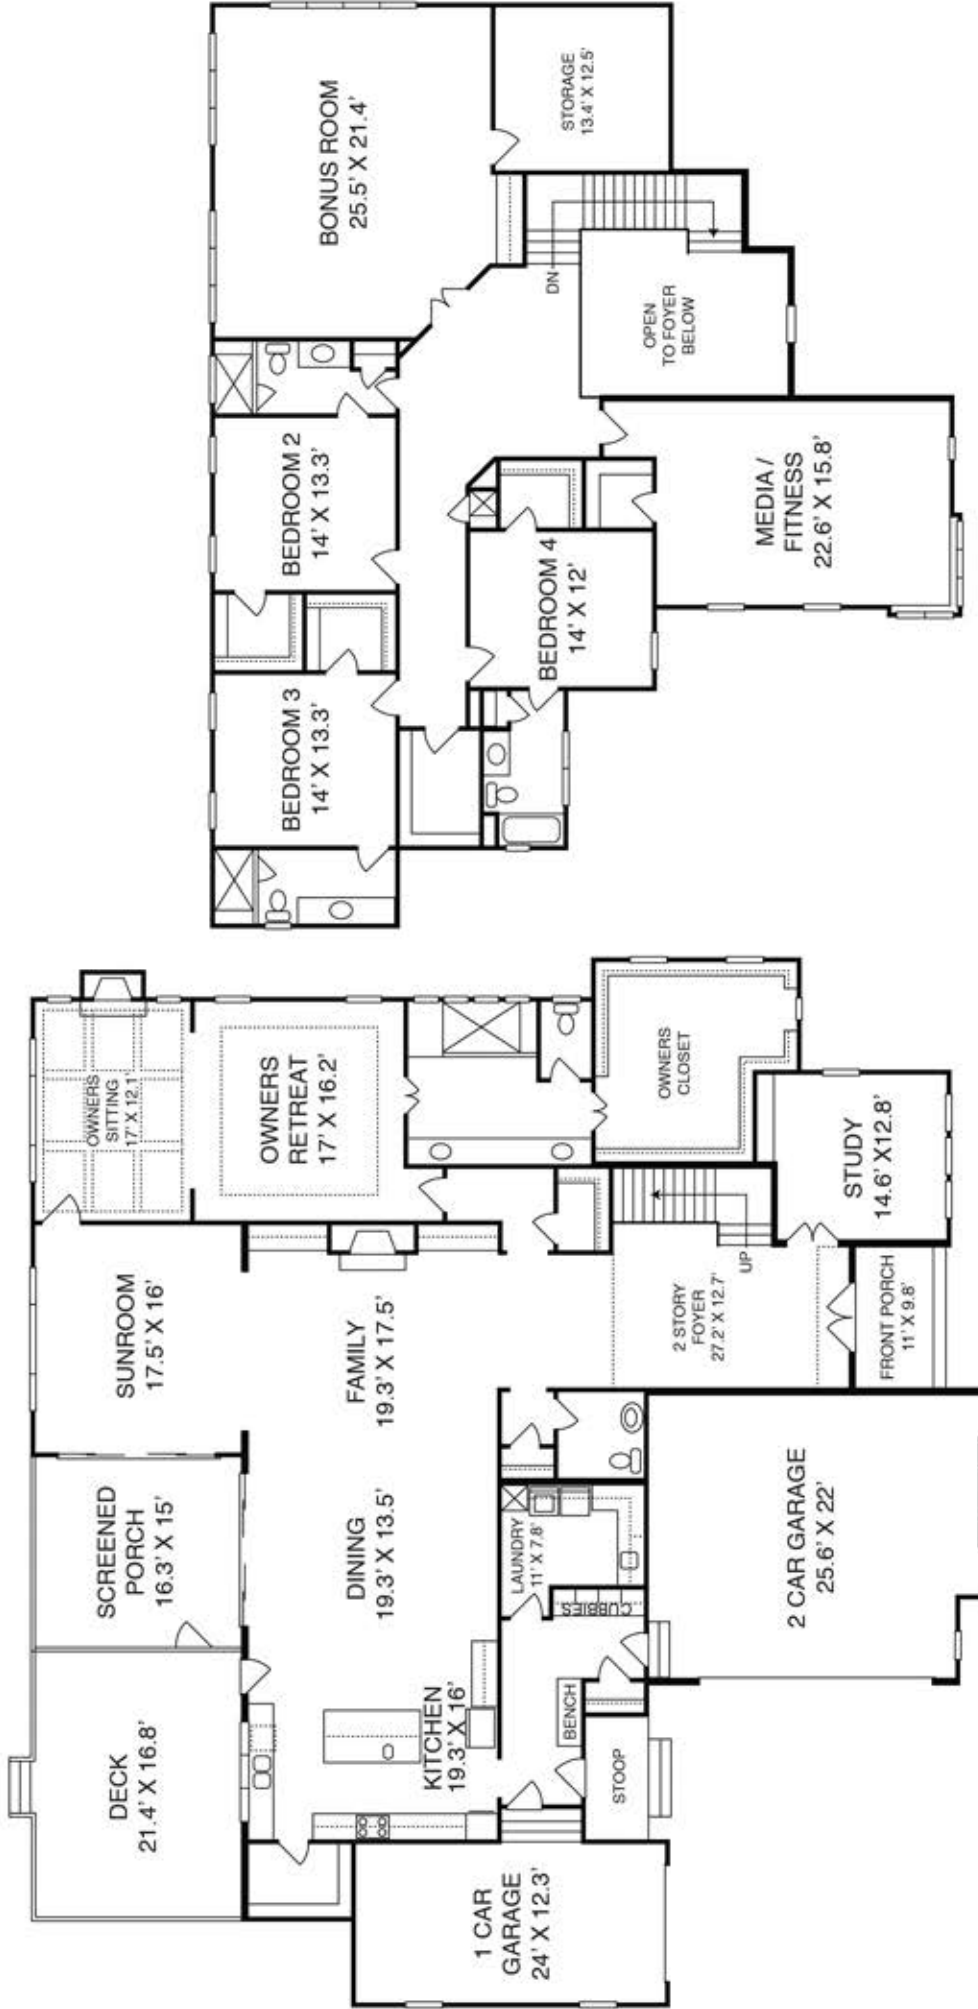 BONUS ROOM
25.5' X 21.4'
STORAGE
13.4' X 12.5'
DN
OPEN
TO FOYER
BELOW
BEDROOM 2
14' X 13.3'
MEDIA /
FITNESS
22.6' X 15.8'
BEDROOM 4
14' X 12'
BEDROOM 3
14' X 13.3'
OWNERS
SITTING
17' X 12.1'
OWNERS
RETREAT
17' X 16.2'
OWNERS
CLOSET
STUDY
14.6' X12.8'
SUNROOM
17.5' X 16'
FAMILY
19.3' X 17.5'
2 STORY
FOYER
27.2' X 12.7'
UP
FRONT PORCH
11' X 9.8'
SCREENED
PORCH
16.3' X 15'
DINING
19.3' X 13.5'
LAUNDRY
11' X 7.8'
CUBBIES
2 CAR GARAGE
25.6' X 22'
DECK
21.4' X 16.8'
KITCHEN
19.3' X 16'
BENCH
STOOP
1 CAR
GARAGE
24' X 12.3'